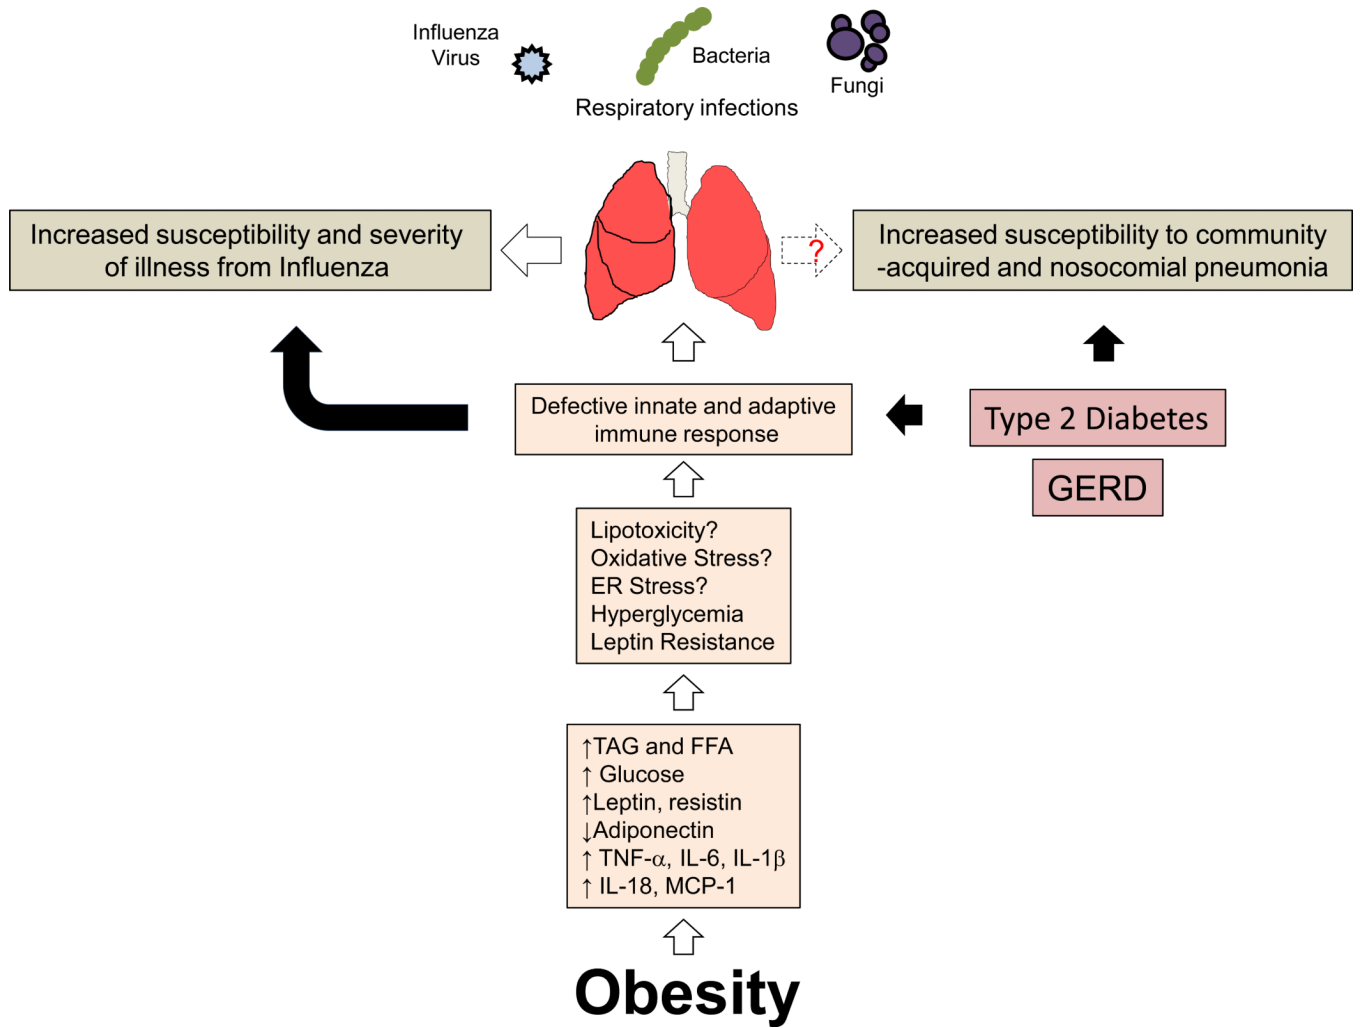 Influenza
Virus
Bacteria
Fungi
Respiratory infections
Increased susceptibility and severity
of illness from Influenza
?
Increased susceptibility to community
-acquired and nosocomial pneumonia
Defective innate and adaptive
immune response
Type 2 Diabetes
GERD
Lipotoxicity?
Oxidative Stress?
ER Stress?
Hyperglycemia
Leptin Resistance
↑TAG and FFA
↑ Glucose
↑Leptin, resistin
↓Adiponectin
↑ TNF-α, IL-6, IL-1β
↑ IL-18, MCP-1
Obesity